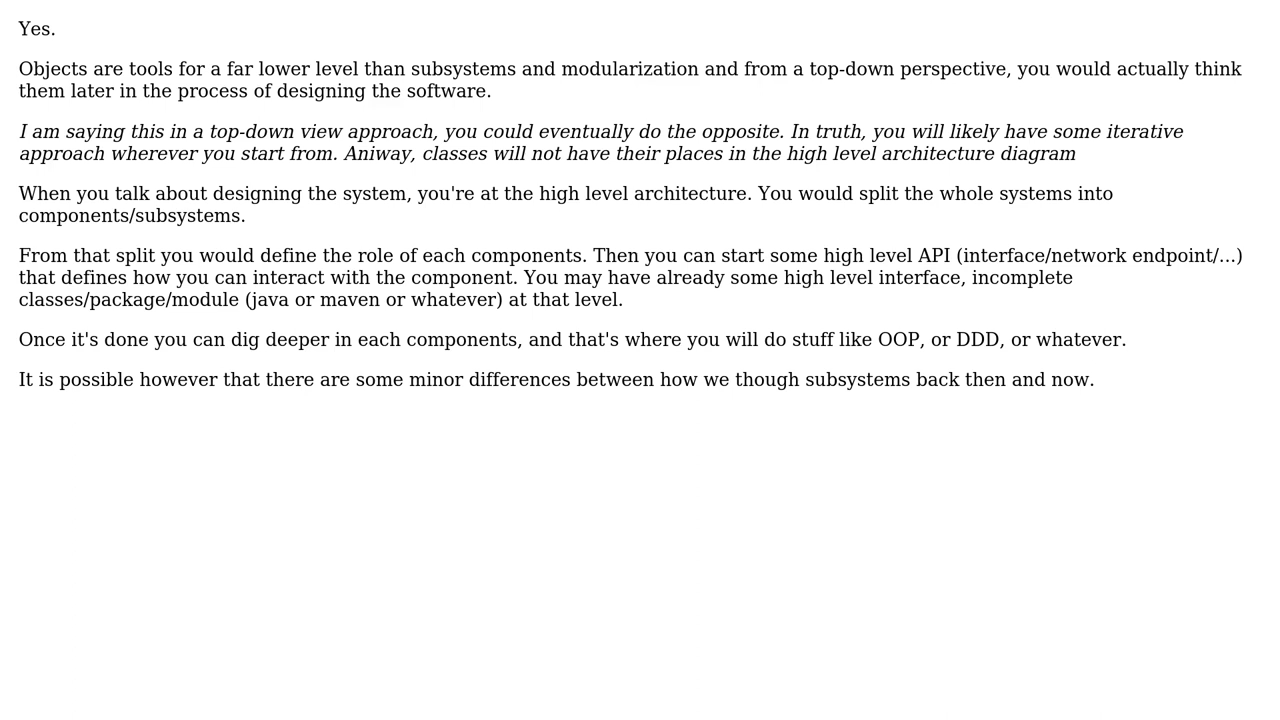 Yes.
Objects are tools for a far lower level than subsystems and modularization and from a top-down perspective, you would actually think
them later in the process of designing the software.
I am saying this in a top-down view approach, you could eventually do the opposite. In truth, you will likely have some iterative
approach wherever you start from. Aniway, classes will not have their places in the high level architecture diagram
When you talk about designing the system, you're at the high level architecture. You would split the whole systems into
components/subsystems.
From that split you would define the role of each components. Then you can start some high level API (interface/network endpoint/...)
that defines how you can interact with the component. You may have already some high level interface, incomplete
classes/package/module (java or maven or whatever) at that level.
Once it's done you can dig deeper in each components, and that's where you will do stuff like OOP, or DDD, or whatever.
It is possible however that there are some minor differences between how we though subsystems back then and now.